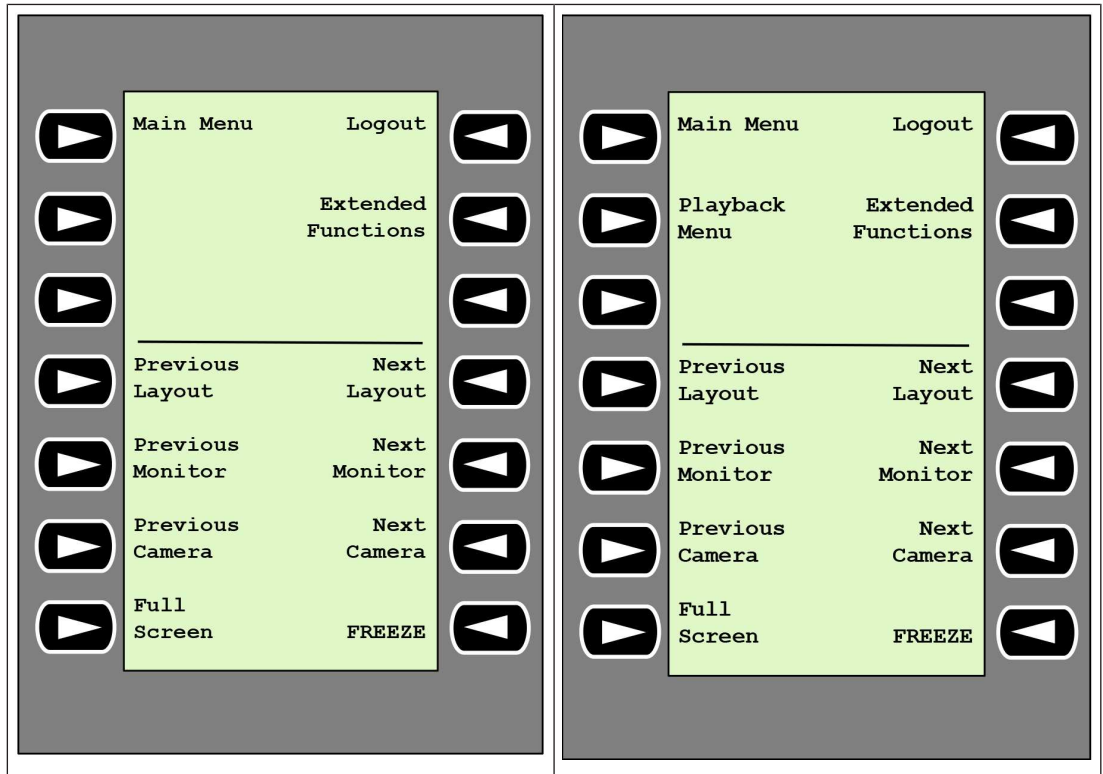 Main Menu Logout
Extended
Functions
Previous Next
Layout Layout
Previous Next
Monitor Monitor
Previous Next
Camera Camera
Full
Screen FREEZE
Main Menu Logout
Playback Extended
Menu Functions
Previous Next
Layout Layout
Previous Next
Monitor Monitor
Previous Next
Camera Camera
Full
Screen FREEZE